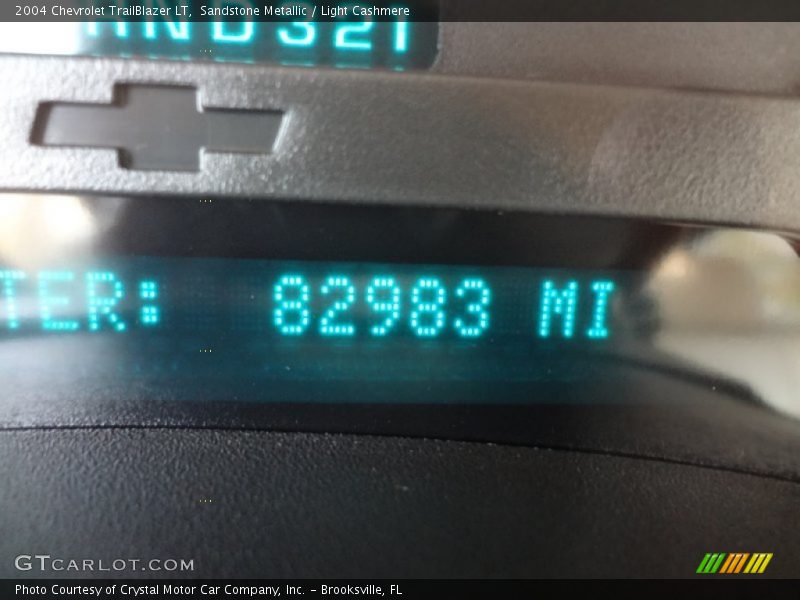 2004 Chevrolet TrailBlazer LT, Sandstone Metallic / Light Cashmere
ND321
TER: 82983 MI
GTCARLOT.COM
Photo Courtesy of Crystal Motor Car Company, Inc. – Brooksville, FL